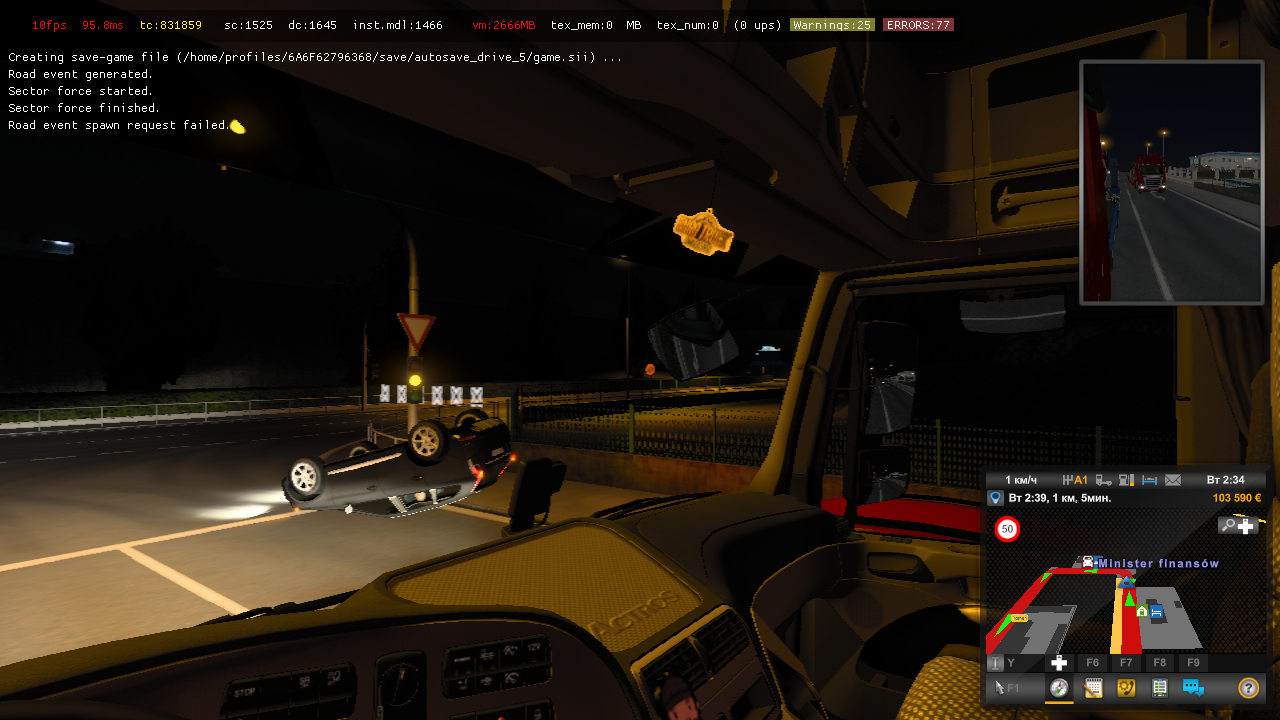 10fps 95.8ms tc:831859 sc:1525 dc:1645 inst.mdl:1466 vm:2666MB tex_mem:0 MB tex_num:0 (0 ups) Warnings:25 ERRORS:77
Creating save-game file (/home/profiles/6A6F62796368/save/autosave_drive_5/game.sii) ...
Road event generated.
Sector force started.
Sector force finished.
Road event spawn request failed.
1 км/ч A1 Вт 2:34
Вт 2:39, 1 км, 5мин. 103 590 €
50
Minister finansów
ACTROS
Y F6 F7 F8 F9
F1 ?
STOP